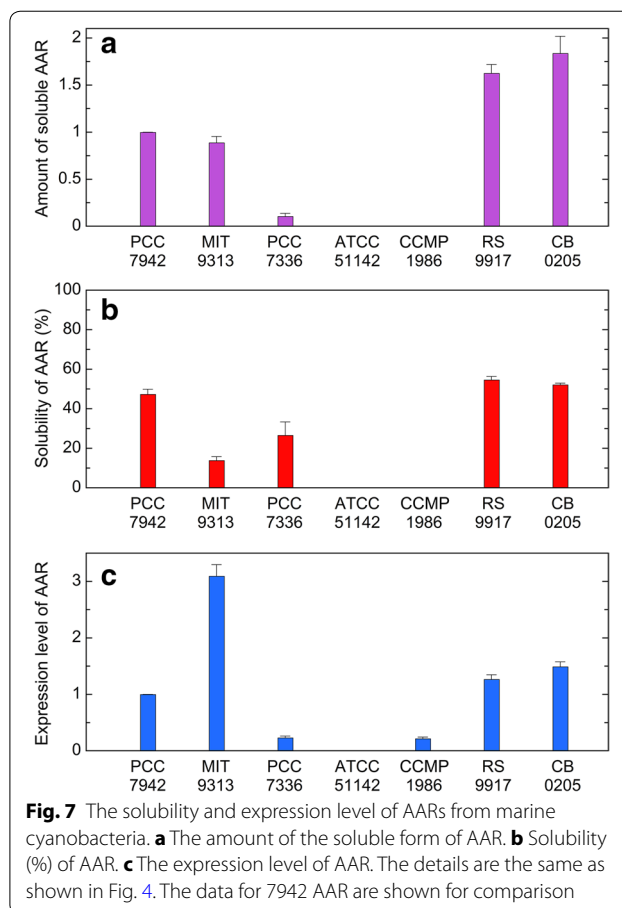 a
Amount of soluble AAR
2
1.5
1
0.5
0
PCC MIT PCC ATCC CCMP RS CB
7942 9313 7336 51142 1986 9917 0205
b
Solubility of AAR (%)
100
80
60
40
20
0
PCC MIT PCC ATCC CCMP RS CB
7942 9313 7336 51142 1986 9917 0205
c
Expression level of AAR
3
2
1
0
PCC MIT PCC ATCC CCMP RS CB
7942 9313 7336 51142 1986 9917 0205
Fig. 7 The solubility and expression level of AARs from marine
cyanobacteria. a The amount of the soluble form of AAR. b Solubility
(%) of AAR. c The expression level of AAR. The details are the same as
shown in Fig. 4. The data for 7942 AAR are shown for comparison